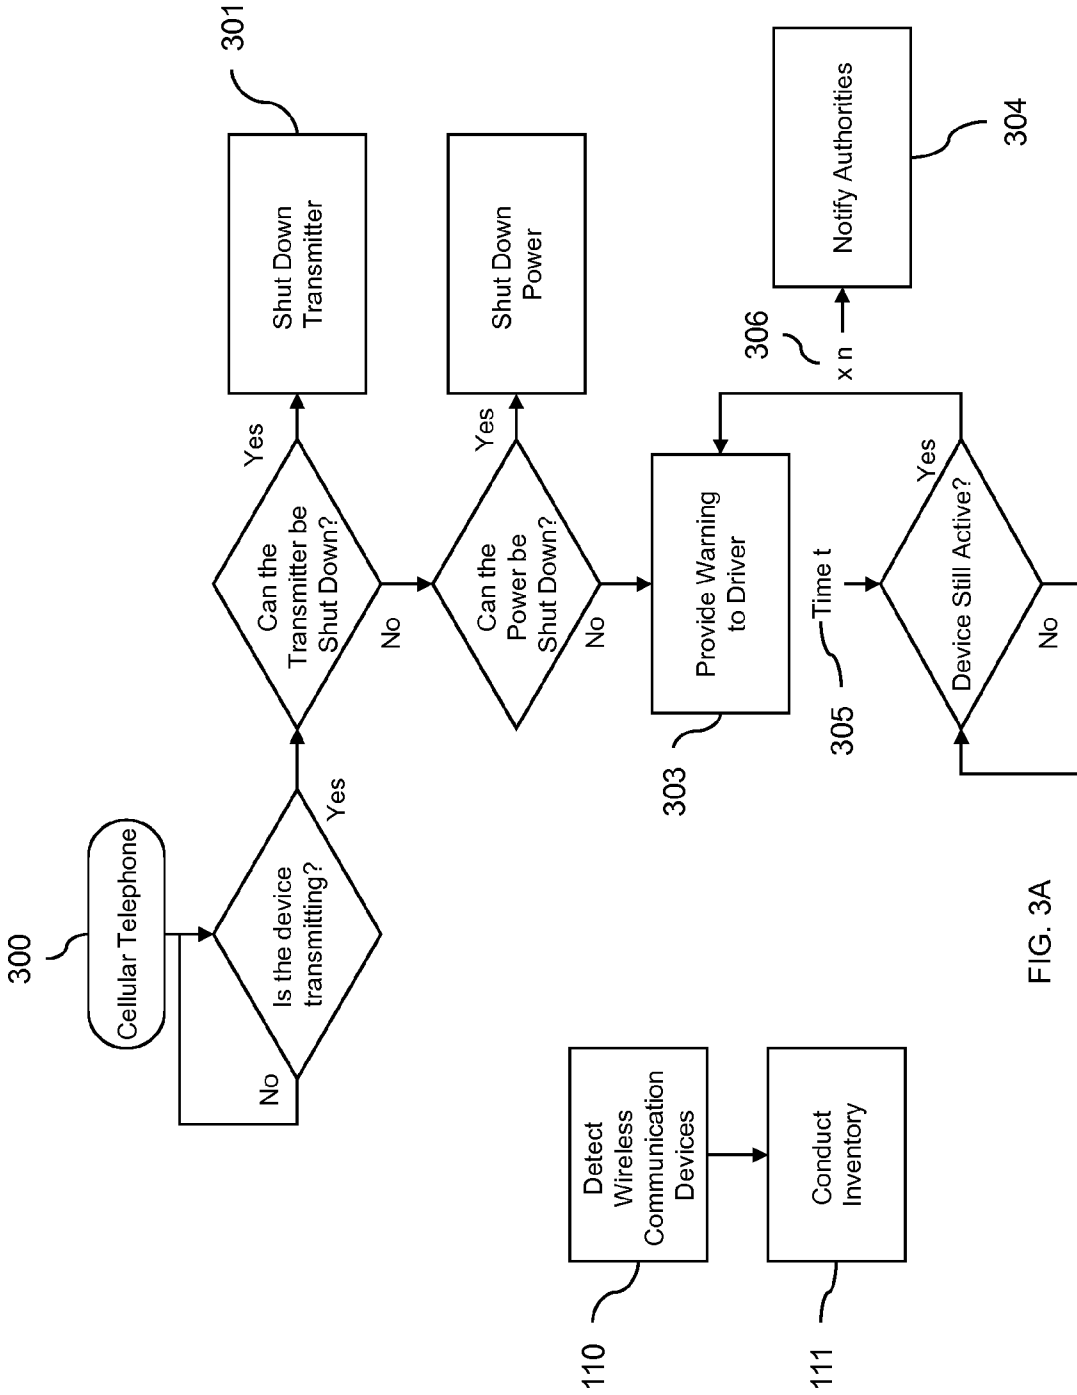 300
Cellular Telephone
Is the device
transmitting?
No
Yes
Can the
Transmitter be
Shut Down?
Yes
No
Shut Down
Transmitter
301
Can the
Power be
Shut Down?
Yes
No
Shut Down
Power
Provide Warning
to Driver
303
305
Time t
Device Still Active?
Yes
No
306
x n
Notify Authorities
304
110
Detect
Wireless
Communication
Devices
111
Conduct
Inventory
FIG. 3A